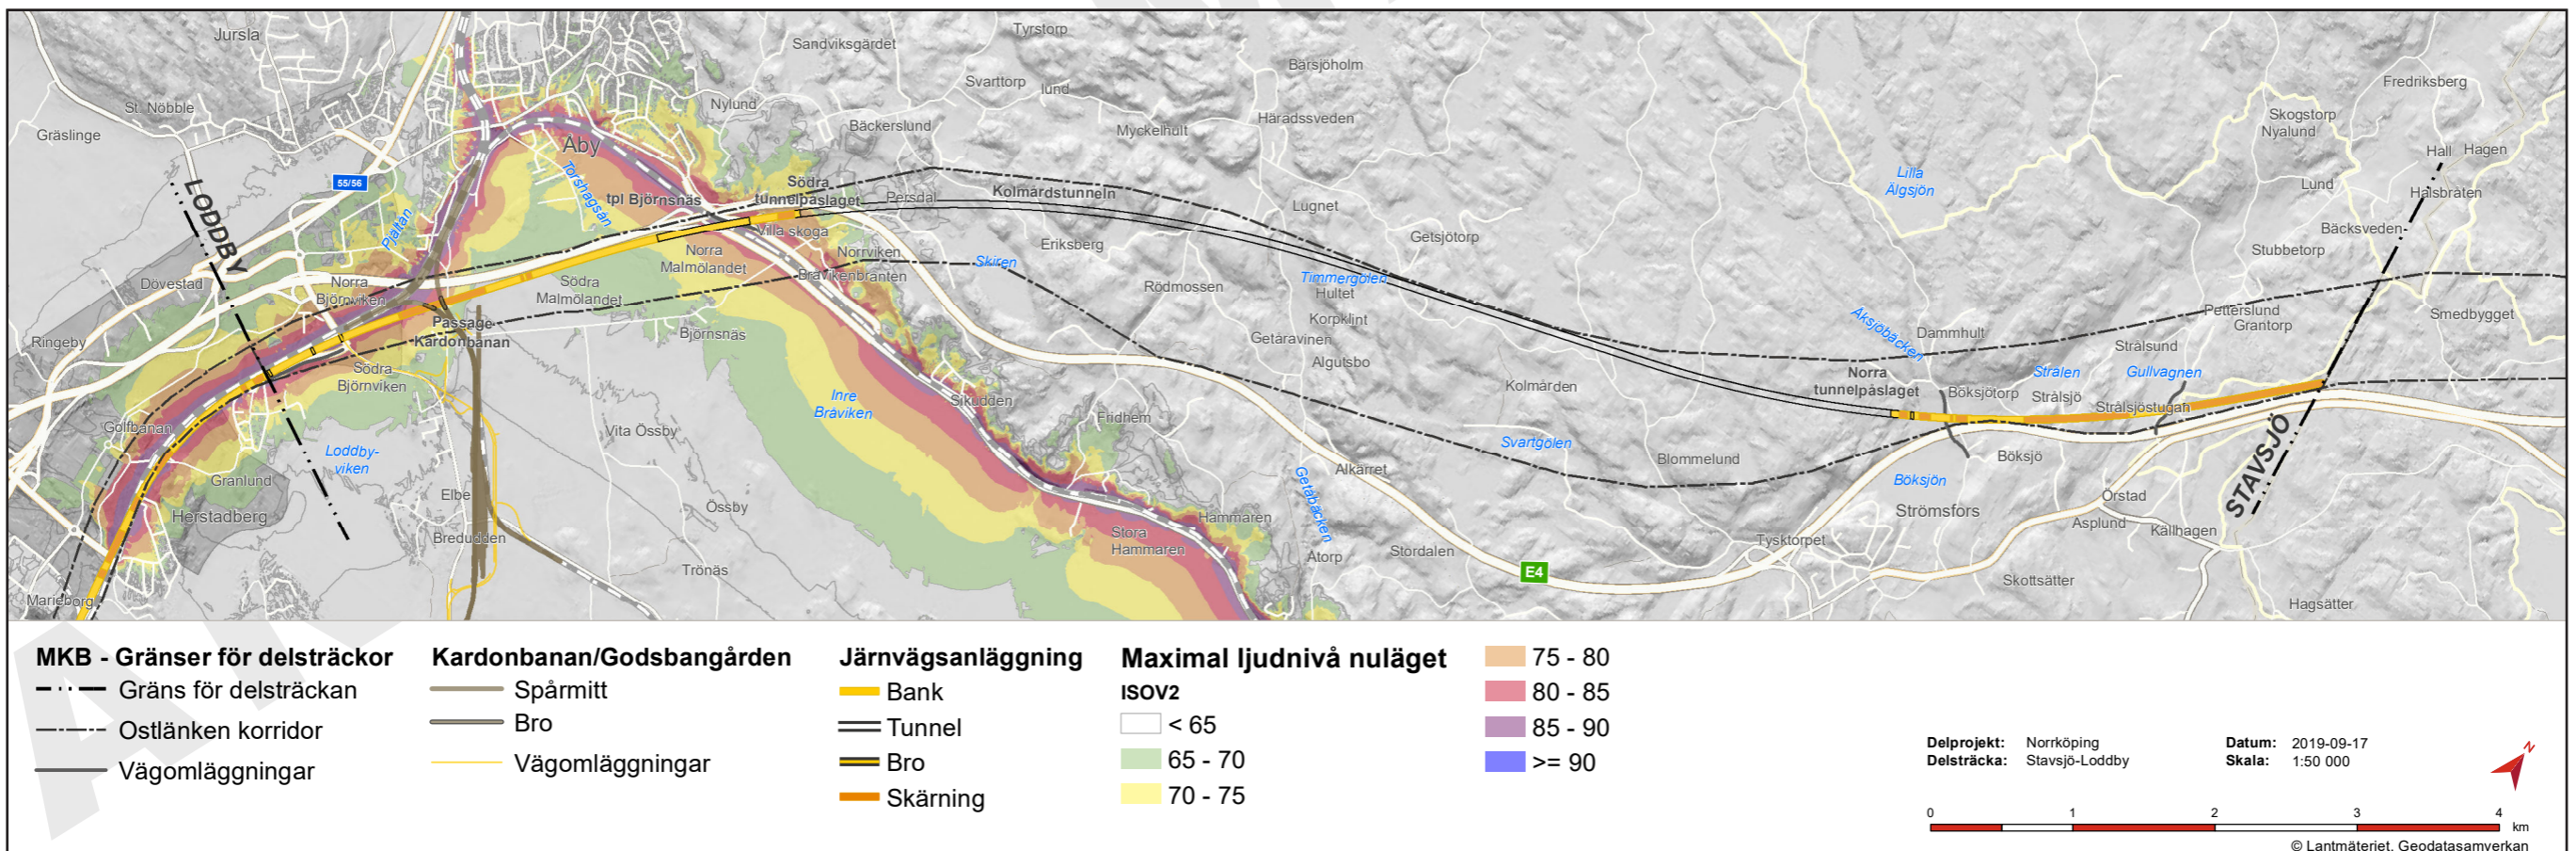 Jursla
Tyrstorp
Sandviksgärdet
Bärsjöholm
Svarttorp
lund
Fredriksberg
St. Nöbble
Nylund
Skogstorp
Nyalund
Gräslinge
Bäckerslund
Myckelhult
Häradssveden
Åby
Hall
Hagen
55/56
LODDBY
Torshagsån
Södra
tunnelpåslaget
Kolmårdstunneln
Lilla
Älgsjön
Lund
Halsbråten
tpl Björnsnäs
Persdal
Lugnet
Pjältån
Villa skoga
Eriksberg
Getsjötorp
Bäcksveden
Norra
Malmölandet
Norrviken
Skiren
Stubbetorp
Bråvikenbranten
Dövestad
Norra
Björnviken
Södra
Malmölandet
Rödmossen
Timmergölen
Hultet
Korpklint
Passage
Kardonbanan
Björnsnäs
Getåravinen
Åksjöbäcken
Dammhult
Petterslund
Grantorp
Smedbygget
Ringeby
Algutsbo
Strålsund
Södra
Björnviken
Norra
tunnelpåslaget
Strålen
Gullvagnen
Inre
Bråviken
Sikudden
Kolmården
Böksjötorp
Strålsjö
Strålsjöstugan
Golfbanan
Fridhem
Vita Össby
Svartgölen
STAVSJÖ
Loddby-
viken
Blommelund
Böksjö
Granlund
Alkärret
Getåbäcken
Böksjön
Elbe
Össby
Örstad
Herstadberg
Hammaren
Strömsfors
Asplund
Källhagen
Bredudden
Stora
Hammaren
Tysktorpet
Åtorp
Stordalen
Trönäs
E4
Skottsätter
Marieborg
Hagsätter
MKB - Gränser för delsträckor
Gräns för delsträckan
Ostlänken korridor
Vägomläggningar
Kardonbanan/Godsbangården
Spårmitt
Bro
Vägomläggningar
Järnvägsanläggning
Bank
Tunnel
Bro
Skärning
Maximal ljudnivå nuläget
ISOV2
< 65
65 - 70
70 - 75
75 - 80
80 - 85
85 - 90
>= 90
Delprojekt: Norrköping
Delsträcka: Stavsjö-Loddby
Datum: 2019-09-17
Skala: 1:50 000
N
0 1 2 3 4
km
© Lantmäteriet, Geodatasamverkan